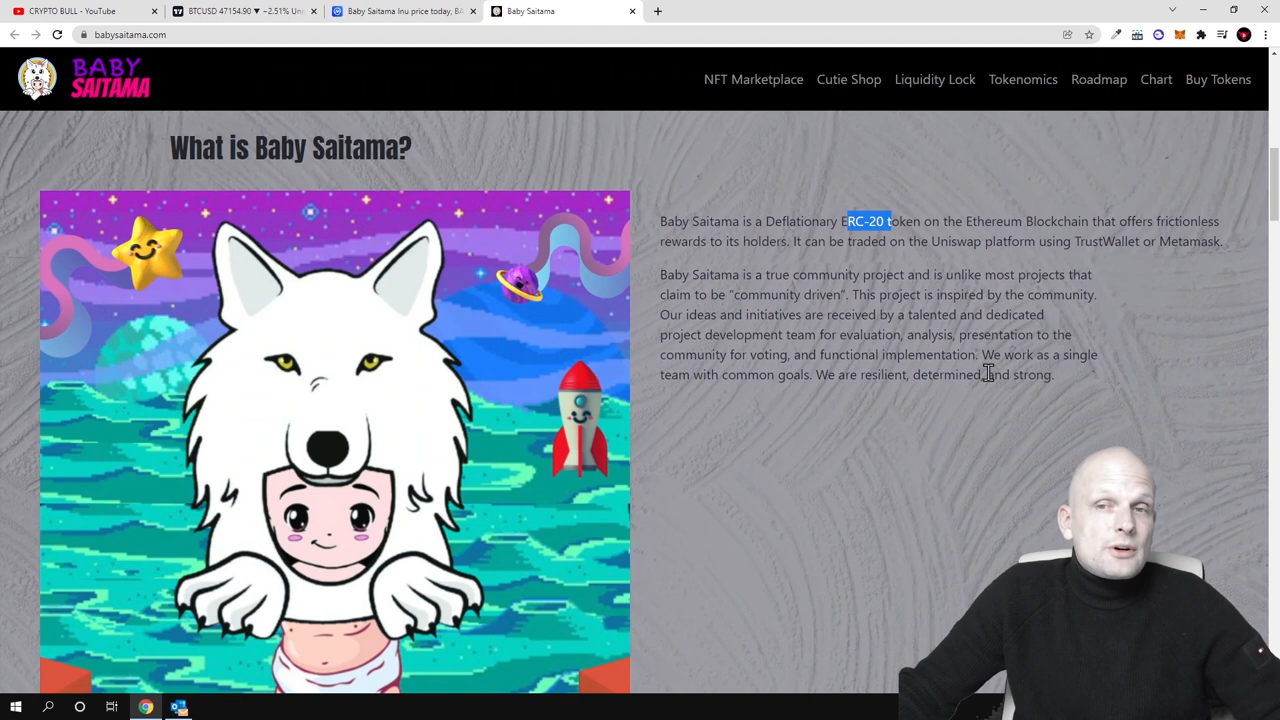 CRYPTO BULL - YouTube
BTCUSD 47154.90 ▼ −2.51% Un
Baby Saitama Inu price today, BA
Baby Saitama
babysaitama.com
BABY
SAITAMA
NFT Marketplace
Cutie Shop
Liquidity Lock
Tokenomics
Roadmap
Chart
Buy Tokens
What is Baby Saitama?
Baby Saitama is a Deflationary ERC-20 token on the Ethereum Blockchain that offers frictionless
rewards to its holders. It can be traded on the Uniswap platform using TrustWallet or Metamask.
Baby Saitama is a true community project and is unlike most projects that
claim to be “community driven”. This project is inspired by the community.
Our ideas and initiatives are received by a talented and dedicated
project development team for evaluation, analysis, presentation to the
community for voting, and functional implementation. We work as a single
team with common goals. We are resilient, determined and strong.